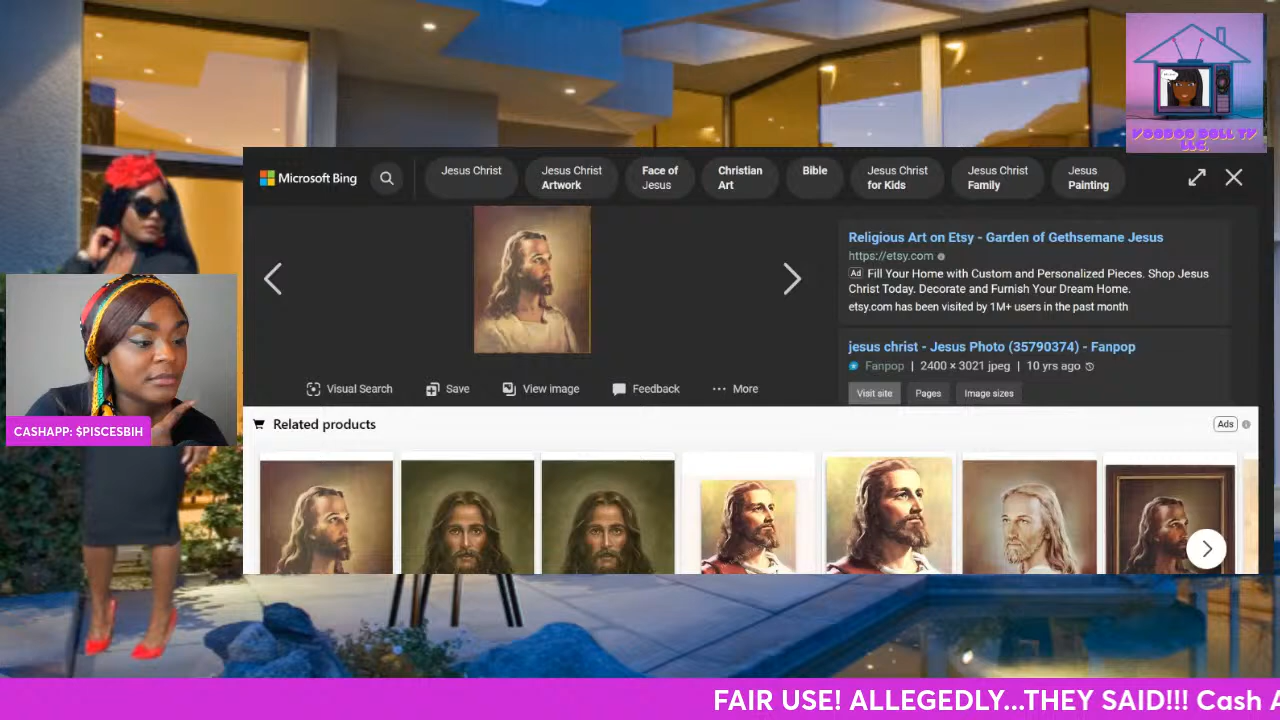 VOODOO DOLL TV
LLC.
Microsoft Bing
Jesus Christ
Jesus Christ
Artwork
Face of
Jesus
Christian
Art
Bible
Jesus Christ
for Kids
Jesus Christ
Family
Jesus
Painting
Religious Art on Etsy - Garden of Gethsemane Jesus
https://etsy.com
Ad Fill Your Home with Custom and Personalized Pieces. Shop Jesus
Christ Today. Decorate and Furnish Your Dream Home.
etsy.com has been visited by 1M+ users in the past month
jesus christ - Jesus Photo (35790374) - Fanpop
Fanpop | 2400 × 3021 jpeg | 10 yrs ago
Visit site
Pages
Image sizes
Visual Search
Save
View image
Feedback
··· More
Related products
Ads
CASHAPP: $PISCESBIH
FAIR USE! ALLEGEDLY...THEY SAID!!! Cash A